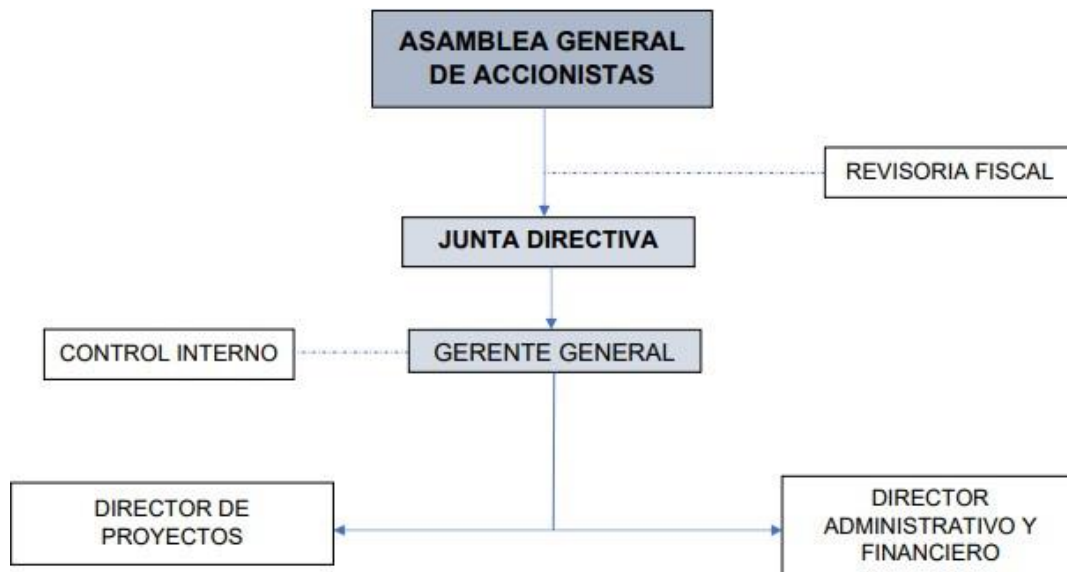 ASAMBLEA GENERAL
DE ACCIONISTAS
REVISORIA FISCAL
JUNTA DIRECTIVA
CONTROL INTERNO
GERENTE GENERAL
DIRECTOR DE
PROYECTOS
DIRECTOR
ADMINISTRATIVO Y
FINANCIERO